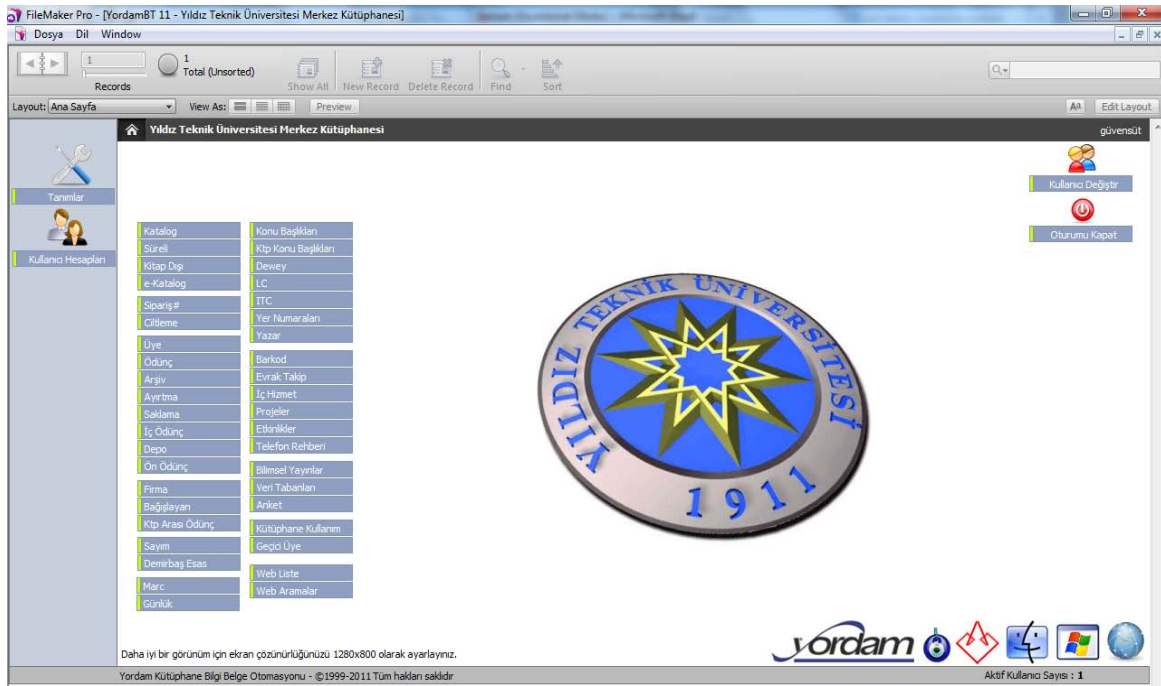 FileMaker Pro - [YordamBT 11 - Yıldız Teknik Üniversitesi Merkez Kütüphanesi]
Dosya Dil Window
1
1
Total (Unsorted)
Records
Show All New Record Delete Record Find Sort
Layout: Ana Sayfa View As: Preview Edit Layout
Yıldız Teknik Üniversitesi Merkez Kütüphanesi güvensüt
Tanımlar
Kullanıcı Hesapları
Kullanıcı Değiştir
Oturumu Kapat
Katalog
Süreli
Kitap Dışı
e-Katalog
Sipariş#
Ciltleme
Üye
Ödünç
Arşiv
Ayırtma
Saklama
İç Ödünç
Depo
Ön Ödünç
Firma
Bağışlayan
Ktp Arası Ödünç
Sayım
Demirbaş Esas
Marc
Günlük
Konu Başlıkları
Ktp Konu Başlıkları
Dewey
LC
ITC
Yer Numaraları
Yazar
Barkod
Evrak Takip
İç Hizmet
Projeler
Etkinlikler
Telefon Rehberi
Bilimsel Yayınlar
Veri Tabanları
Anket
Kütüphane Kullanım
Geçici Üye
Web Liste
Web Aramalar
YILDIZ TEKNİK ÜNİVERSİTESİ
1911
yordam
Daha iyi bir görünüm için ekran çözünürlüğünüzü 1280x800 olarak ayarlayınız.
Yordam Kütüphane Bilgi Belge Otomasyonu - ©1999-2011 Tüm hakları saklıdır Aktif Kullanıcı Sayısı : 1